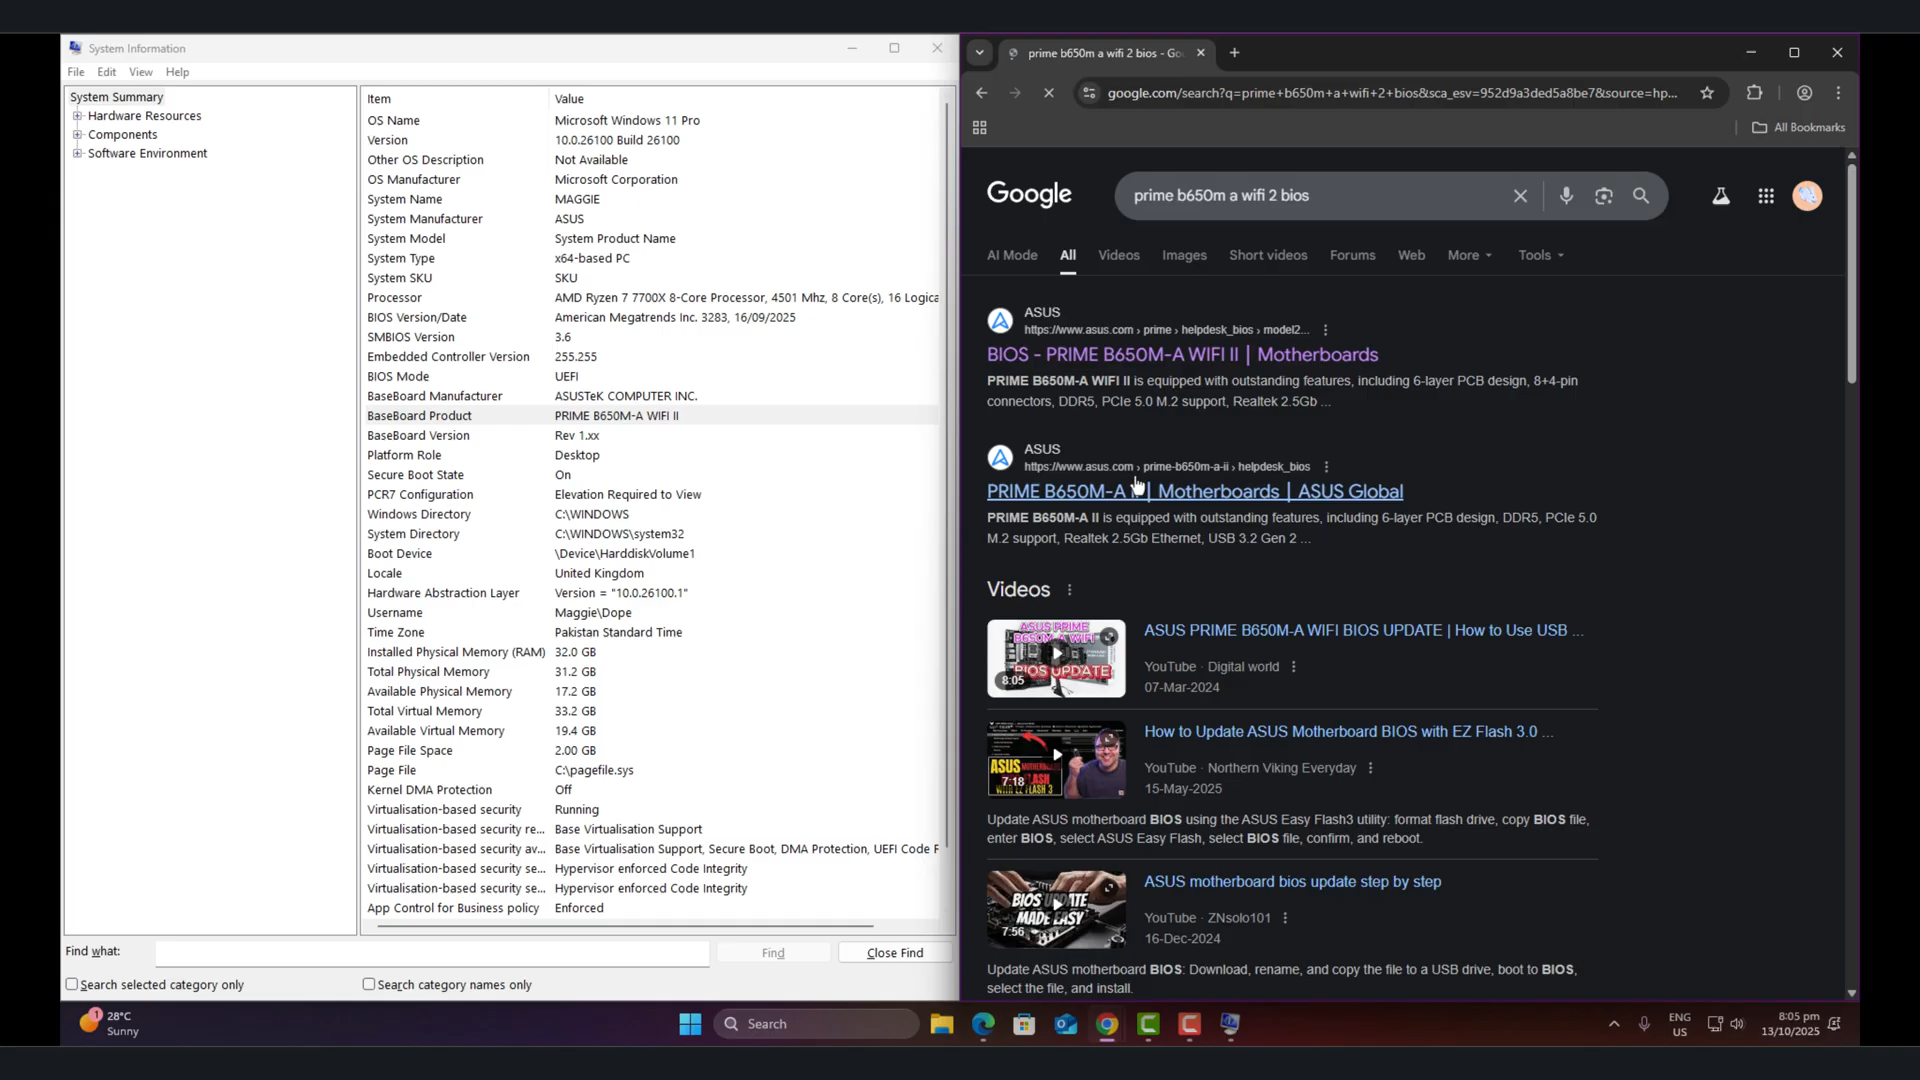 System Information
File Edit View Help
System Summary
Hardware Resources
Components
Software Environment
Item Value
OS Name Microsoft Windows 11 Pro
Version 10.0.26100 Build 26100
Other OS Description Not Available
OS Manufacturer Microsoft Corporation
System Name MAGGIE
System Manufacturer ASUS
System Model System Product Name
System Type x64-based PC
System SKU SKU
Processor AMD Ryzen 7 7700X 8-Core Processor, 4501 Mhz, 8 Core(s), 16 Logica
BIOS Version/Date American Megatrends Inc. 3283, 16/09/2025
SMBIOS Version 3.6
Embedded Controller Version 255.255
BIOS Mode UEFI
BaseBoard Manufacturer ASUSTeK COMPUTER INC.
BaseBoard Product PRIME B650M-A WIFI II
BaseBoard Version Rev 1.xx
Platform Role Desktop
Secure Boot State On
PCR7 Configuration Elevation Required to View
Windows Directory C:\WINDOWS
System Directory C:\WINDOWS\system32
Boot Device \Device\HarddiskVolume1
Locale United Kingdom
Hardware Abstraction Layer Version = "10.0.26100.1"
Username Maggie\Dope
Time Zone Pakistan Standard Time
Installed Physical Memory (RAM) 32.0 GB
Total Physical Memory 31.2 GB
Available Physical Memory 17.2 GB
Total Virtual Memory 33.2 GB
Available Virtual Memory 19.4 GB
Page File Space 2.00 GB
Page File C:\pagefile.sys
Kernel DMA Protection Off
Virtualisation-based security Running
Virtualisation-based security re... Base Virtualisation Support
Virtualisation-based security av... Base Virtualisation Support, Secure Boot, DMA Protection, UEFI Code R
Virtualisation-based security se... Hypervisor enforced Code Integrity
Virtualisation-based security se... Hypervisor enforced Code Integrity
App Control for Business policy Enforced
Find what: Find Close Find
Search selected category only Search category names only
prime b650m a wifi 2 bios - Go
google.com/search?q=prime+b650m+a+wifi+2+bios&sca_esv=952d9a3ded5a8be7&source=hp...
All Bookmarks
Google prime b650m a wifi 2 bios
AI Mode All Videos Images Short videos Forums Web More Tools
ASUS
https://www.asus.com › prime › helpdesk_bios › model2...
BIOS - PRIME B650M-A WIFI II | Motherboards
PRIME B650M-A WIFI II is equipped with outstanding features, including 6-layer PCB design, 8+4-pin
connectors, DDR5, PCIe 5.0 M.2 support, Realtek 2.5Gb ...
ASUS
https://www.asus.com › prime-b650m-a-ii › helpdesk_bios
PRIME B650M-A II | Motherboards | ASUS Global
PRIME B650M-A II is equipped with outstanding features, including 6-layer PCB design, DDR5, PCIe 5.0
M.2 support, Realtek 2.5Gb Ethernet, USB 3.2 Gen 2 ...
Videos
ASUS PRIME
B650M-A WIFI
BIOS UPDATE
8:05
ASUS PRIME B650M-A WIFI BIOS UPDATE | How to Use USB ...
YouTube · Digital world
07-Mar-2024
ASUS MOTHERBOARD
WITH EZ FLASH 3
7:18
How to Update ASUS Motherboard BIOS with EZ Flash 3.0 ...
YouTube · Northern Viking Everyday
15-May-2025
Update ASUS motherboard BIOS using the ASUS Easy Flash3 utility: format flash drive, copy BIOS file,
enter BIOS, select ASUS Easy Flash, select BIOS file, confirm, and reboot.
BIOS UPDATE
MADE EASY
7:56
ASUS motherboard bios update step by step
YouTube · ZNsolo101
16-Dec-2024
Update ASUS motherboard BIOS: Download, rename, and copy the file to a USB drive, boot to BIOS,
select the file, and install.
1
28°C
Sunny
Search
ENG
US
8:05 pm
13/10/2025